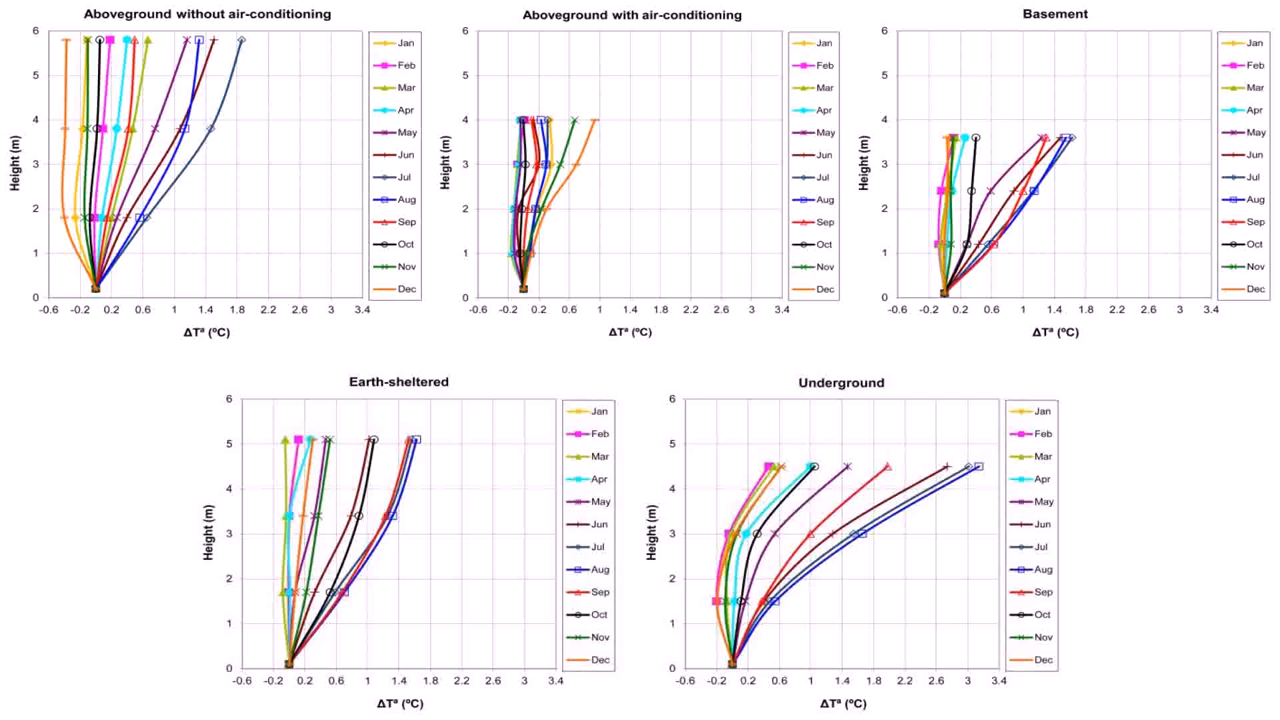 Aboveground without air-conditioning
6
5
4
3
2
1
0
Height (m)
-0.6 -0.2 0.2 0.6 1 1.4 1.8 2.2 2.6 3 3.4
ΔTª (ºC)
Jan
Feb
Mar
Apr
May
Jun
Jul
Aug
Sep
Oct
Nov
Dec
Aboveground with air-conditioning
6
5
4
3
2
1
0
Height (m)
-0.6 -0.2 0.2 0.6 1 1.4 1.8 2.2 2.6 3 3.4
ΔTª (ºC)
Jan
Feb
Mar
Apr
May
Jun
Jul
Aug
Sep
Oct
Nov
Dec
Basement
6
5
4
3
2
1
0
Height (m)
-0.6 -0.2 0.2 0.6 1 1.4 1.8 2.2 2.6 3 3.4
ΔTª (ºC)
Jan
Feb
Mar
Apr
May
Jun
Jul
Aug
Sep
Oct
Nov
Dec
Earth-sheltered
6
5
4
3
2
1
0
Height (m)
-0.6 -0.2 0.2 0.6 1 1.4 1.8 2.2 2.6 3 3.4
ΔTª (ºC)
Jan
Feb
Mar
Apr
May
Jun
Jul
Aug
Sep
Oct
Nov
Dec
Underground
6
5
4
3
2
1
0
Height (m)
-0.6 -0.2 0.2 0.6 1 1.4 1.8 2.2 2.6 3 3.4
ΔTª (ºC)
Jan
Feb
Mar
Apr
May
Jun
Jul
Aug
Sep
Oct
Nov
Dec